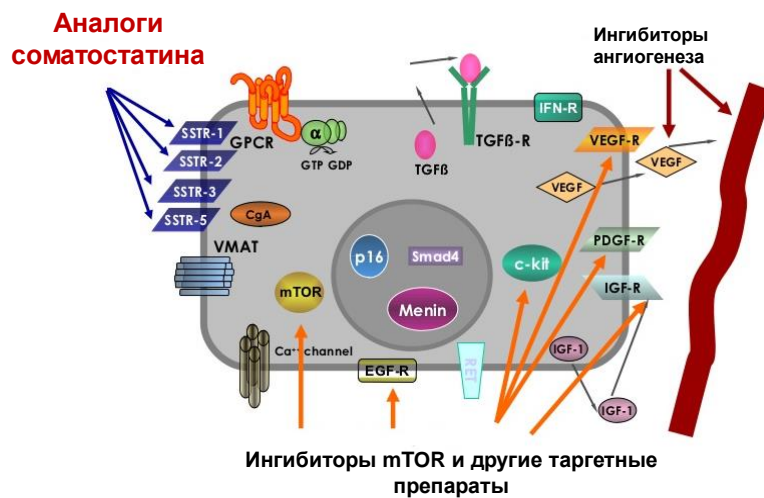 Аналоги
соматостатина
Ингибиторы
ангиогенеза
SSTR-1
SSTR-2
SSTR-3
SSTR-5
GPCR
α
GTP GDP
TGFß
TGFß-R
IFN-R
VEGF-R
VEGF
VEGF
CgA
VMAT
p16
Smad4
c-kit
PDGF-R
mTOR
Menin
IGF-R
Ca⁺⁺channel
EGF-R
RET
IGF-1
IGF-1
Ингибиторы mTOR и другие таргетные
препараты